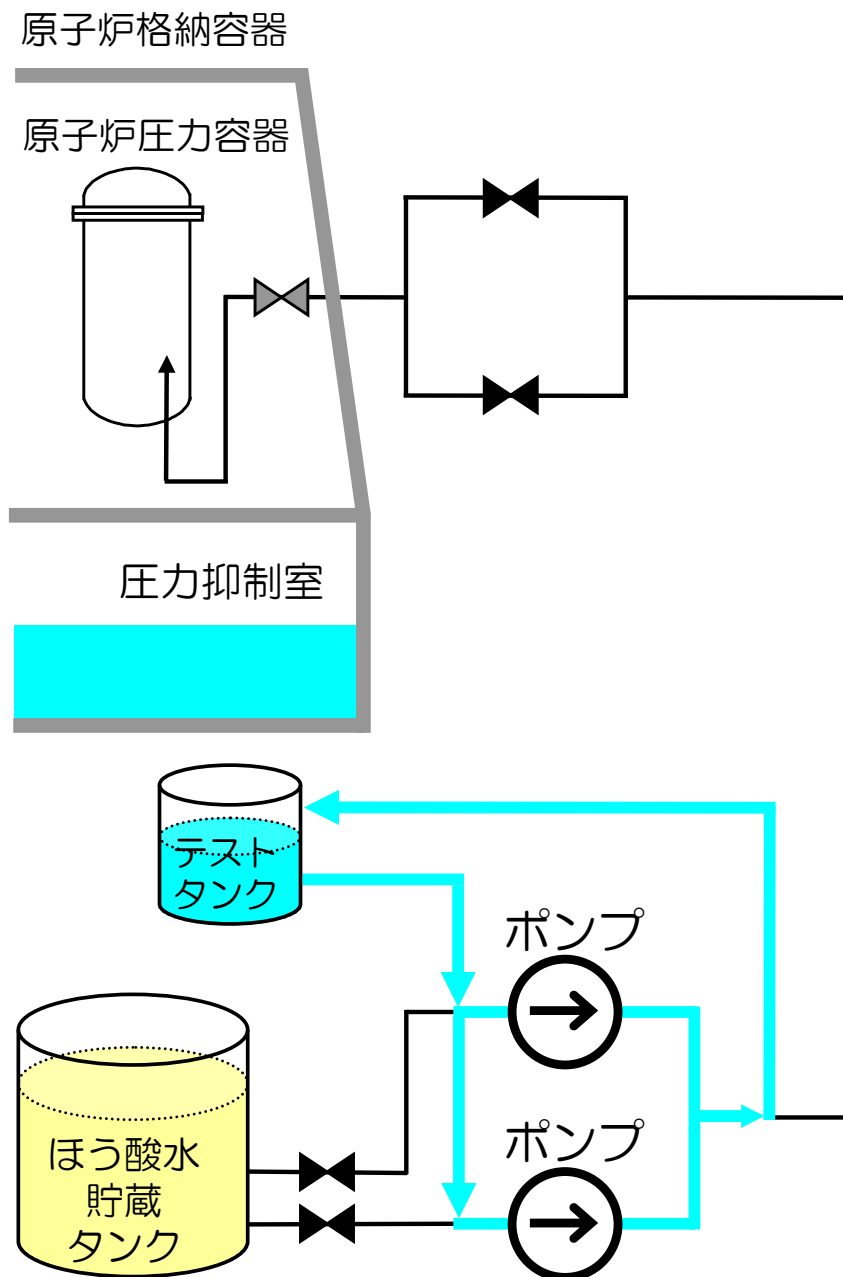 原子炉格納容器
原子炉圧力容器
圧力抑制室
テスト
タンク
ポンプ
ポンプ
ほう酸水
貯蔵
タンク